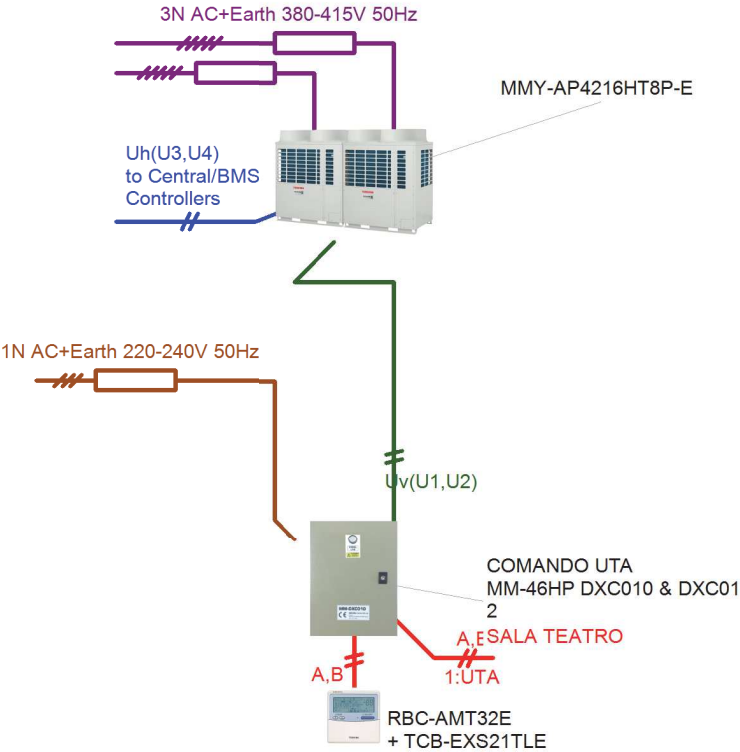 3N AC+Earth 380-415V 50Hz
MMY-AP4216HT8P-E
Uh(U3,U4)
to Central/BMS
Controllers
1N AC+Earth 220-240V 50Hz
Uv(U1,U2)
MM-DXC010
COMANDO UTA
MM-46HP DXC010 & DXC01
2
SALA TEATRO
A,B
1:UTA
RBC-AMT32E
+ TCB-EXS21TLE